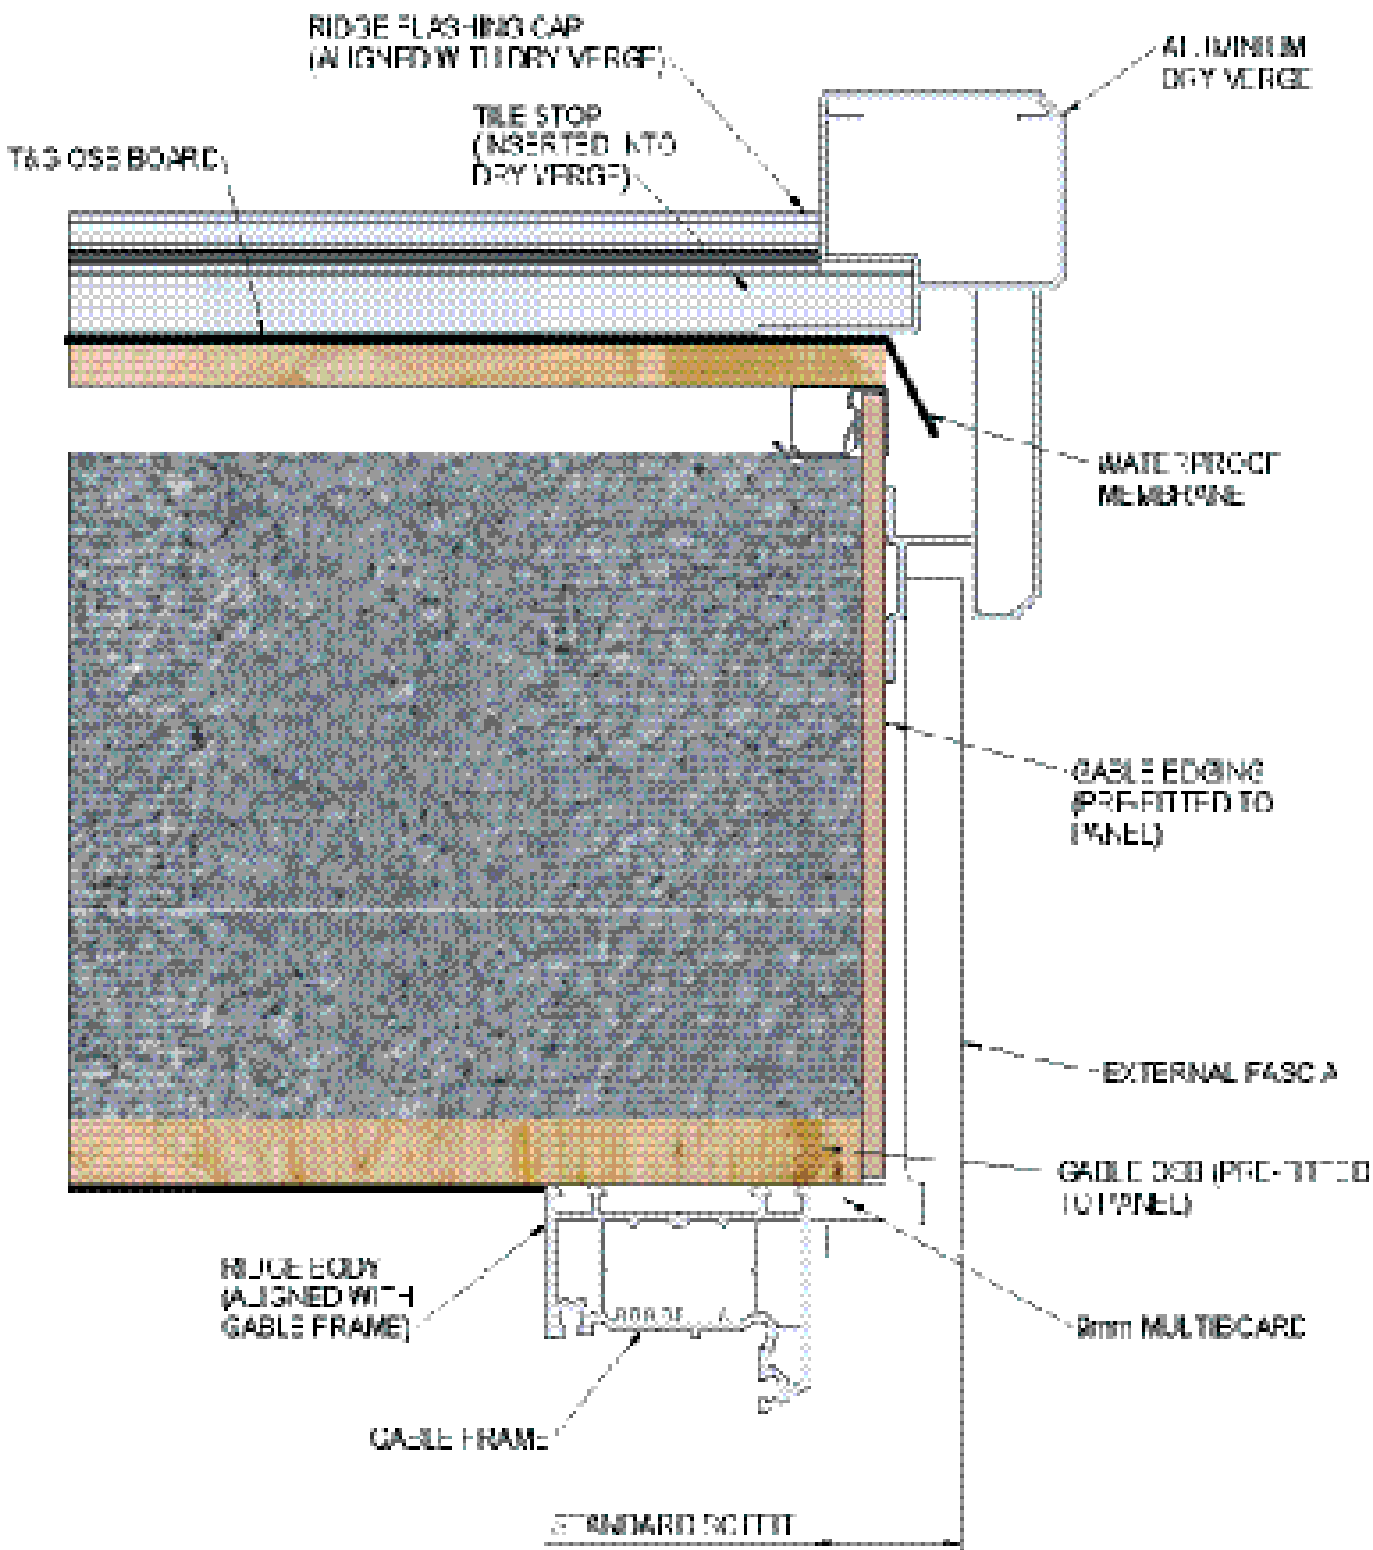 RIDGE FLASHING CAP
(ALIGNED WITH DRY VERGE)
ALUMINIUM
DRY VERGE
TILE STOP
(INSERTED INTO
DRY VERGE)
T&G OSB BOARD
WATERPROOF
MEMBRANE
GABLE EDGING
(PRE-FITTED TO
PANEL)
EXTERNAL FASCIA
GABLE OSB (PRE-FITTED
TO PANEL)
RIDGE BODY
(ALIGNED WITH
GABLE FRAME)
9mm MULTIBOARD
GABLE FRAME
STANDARD SOFFIT